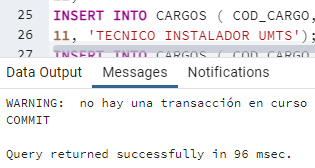 25 INSERT INTO CARGOS ( COD_CARGO,
26 11, 'TECNICO INSTALADOR UMTS');
27 INSERT INTO CARGOS ( COD_CARGO,
Data Output Messages Notifications
WARNING:  no hay una transacción en curso
COMMIT
Query returned successfully in 96 msec.